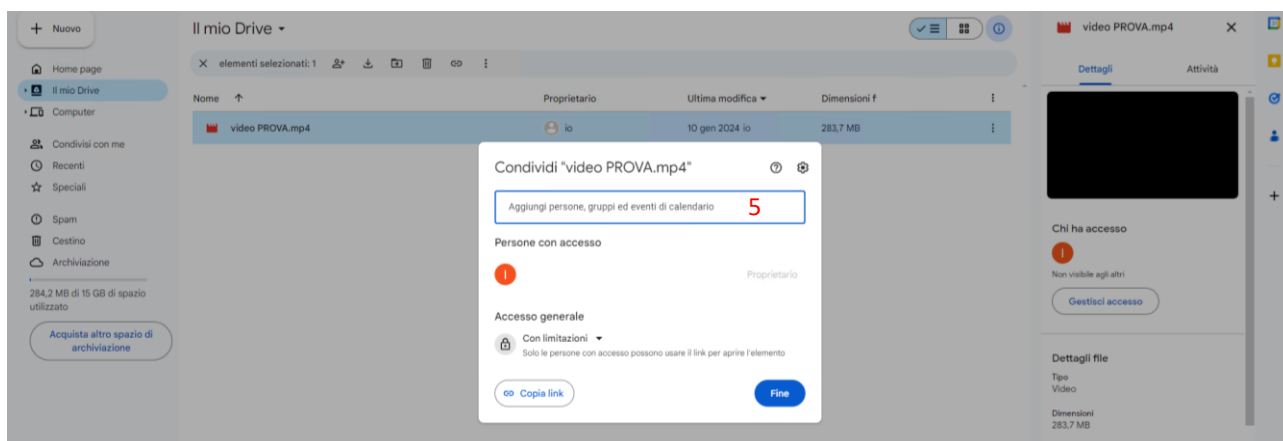 Nuovo
Home page
Il mio Drive
Computer
Condivisi con me
Recenti
Speciali
Spam
Cestino
Archiviazione
284,2 MB di 15 GB di spazio
utilizzato
Acquista altro spazio di
archiviazione
Il mio Drive
elementi selezionati: 1
Nome
Proprietario
Ultima modifica
Dimensioni f
video PROVA.mp4
io
10 gen 2024 io
283,7 MB
Condividi "video PROVA.mp4"
Aggiungi persone, gruppi ed eventi di calendario
5
Persone con accesso
I
Proprietario
Accesso generale
Con limitazioni
Solo le persone con accesso possono usare il link per aprire l'elemento
Copia link
Fine
video PROVA.mp4
Dettagli
Attività
Chi ha accesso
I
Non visibile agli altri
Gestisci accesso
Dettagli file
Tipo
Video
Dimensioni
283,7 MB